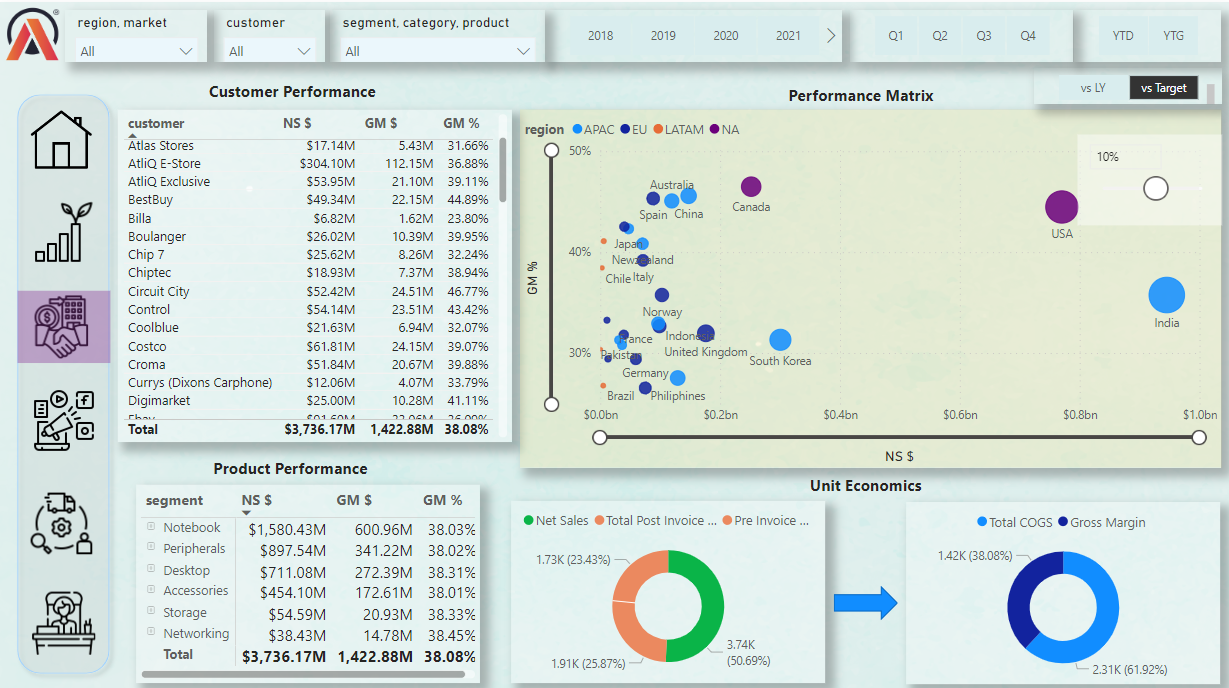 region, market
All
customer
All
segment, category, product
All
2018 2019 2020 2021
Q1 Q2 Q3 Q4
YTD YTG
vs LY vs Target
Customer Performance
customer NS $ GM $ GM %
Atlas Stores $17.14M 5.43M 31.66%
AtliQ E-Store $304.10M 112.15M 36.88%
AtliQ Exclusive $53.95M 21.10M 39.11%
BestBuy $49.34M 22.15M 44.89%
Billa $6.82M 1.62M 23.80%
Boulanger $26.02M 10.39M 39.95%
Chip 7 $25.62M 8.26M 32.24%
Chiptec $18.93M 7.37M 38.94%
Circuit City $52.42M 24.51M 46.77%
Control $54.14M 23.51M 43.42%
Coolblue $21.63M 6.94M 32.07%
Costco $61.81M 24.15M 39.07%
Croma $51.84M 20.67M 39.88%
Currys (Dixons Carphone) $12.06M 4.07M 33.79%
Digimarket $25.00M 10.28M 41.11%
Total $3,736.17M 1,422.88M 38.08%
Performance Matrix
region APAC EU LATAM NA
10%
50%
40%
30%
GM %
Australia
Spain China
Canada
USA
Japan
Newzealand
Chile Italy
India
Norway
France Indonesia
Pakistan United Kingdom
South Korea
Germany
Brazil Philiphines
$0.0bn $0.2bn $0.4bn $0.6bn $0.8bn $1.0bn
NS $
Product Performance
segment NS $ GM $ GM %
Notebook $1,580.43M 600.96M 38.03%
Peripherals $897.54M 341.22M 38.02%
Desktop $711.08M 272.39M 38.31%
Accessories $454.10M 172.61M 38.01%
Storage $54.59M 20.93M 38.33%
Networking $38.43M 14.78M 38.45%
Total $3,736.17M 1,422.88M 38.08%
Unit Economics
Net Sales Total Post Invoice ... Pre Invoice ...
1.73K (23.43%)
3.74K
(50.69%)
1.91K (25.87%)
Total COGS Gross Margin
1.42K (38.08%)
2.31K (61.92%)